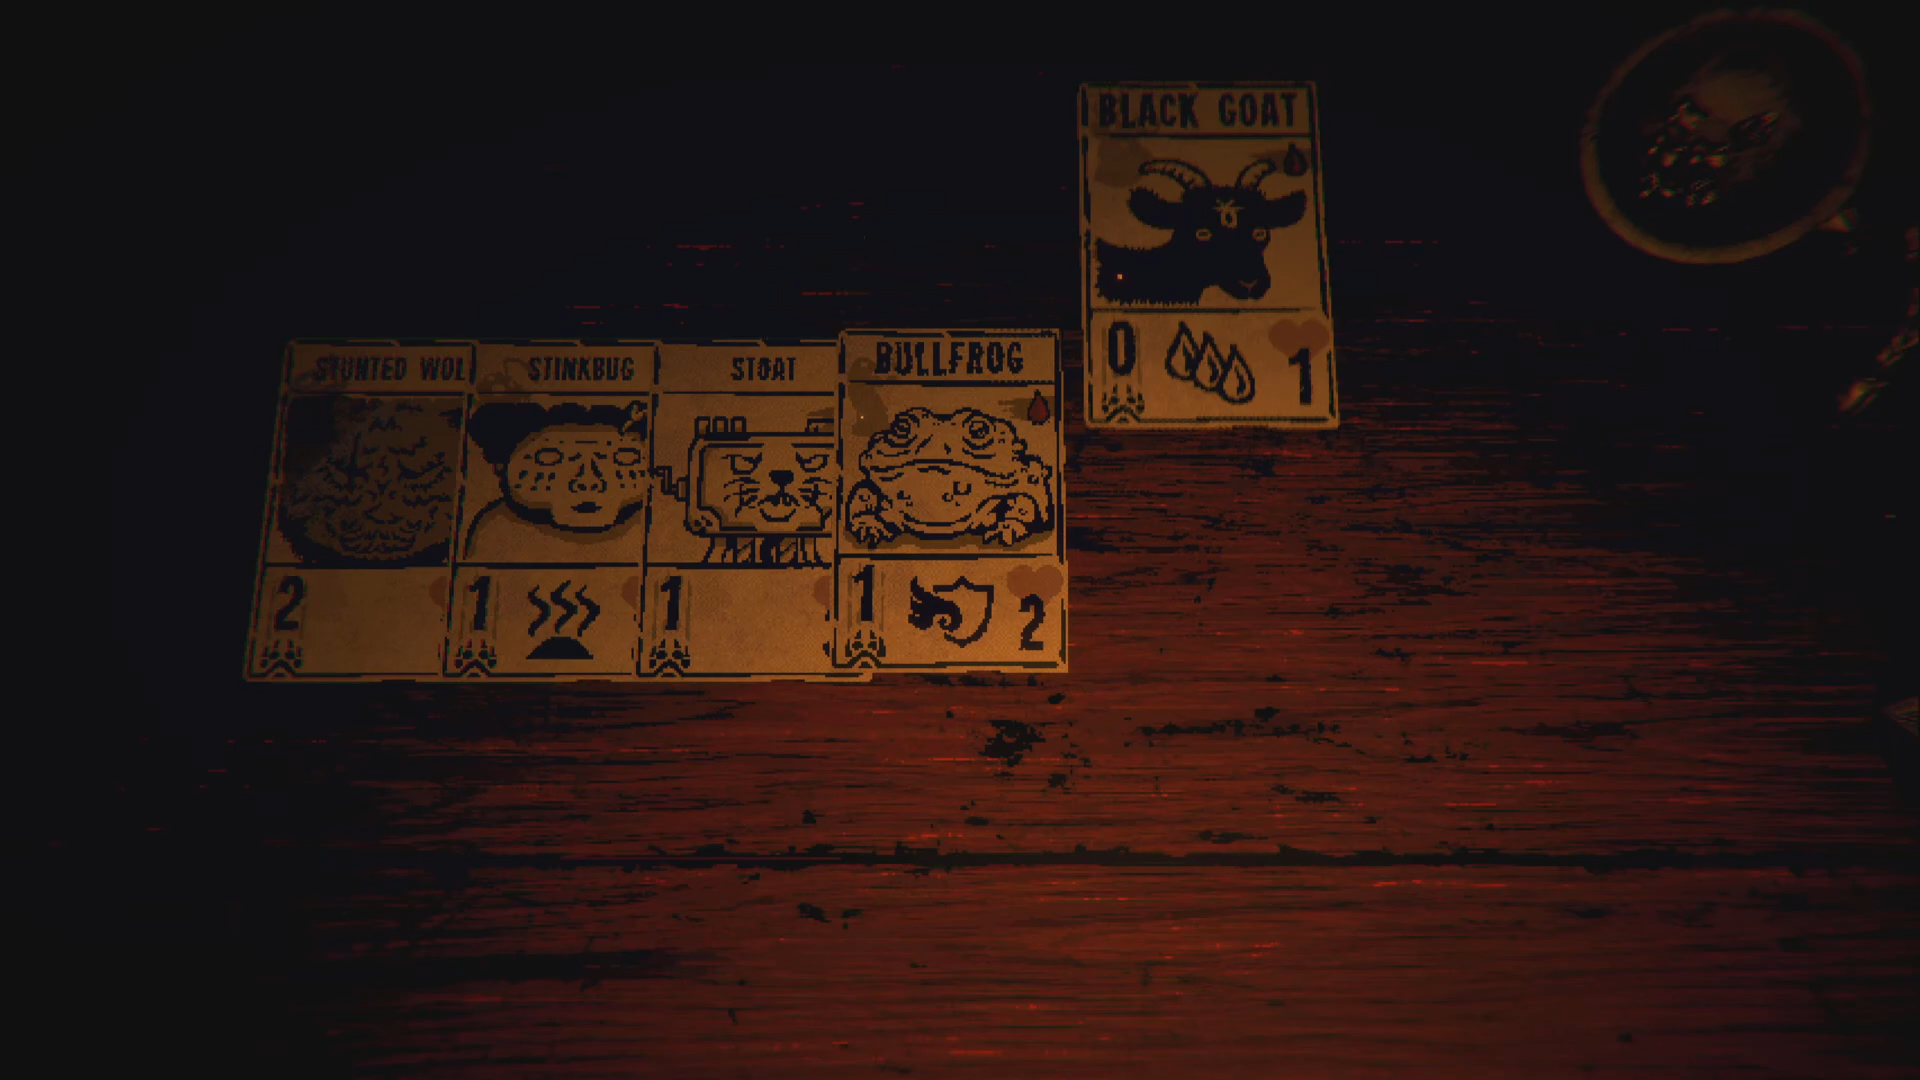 BLACK GOAT
0 1
STUNTED WOL
2
STINKBUG
1
STOAT
1
BULLFROG
1 2